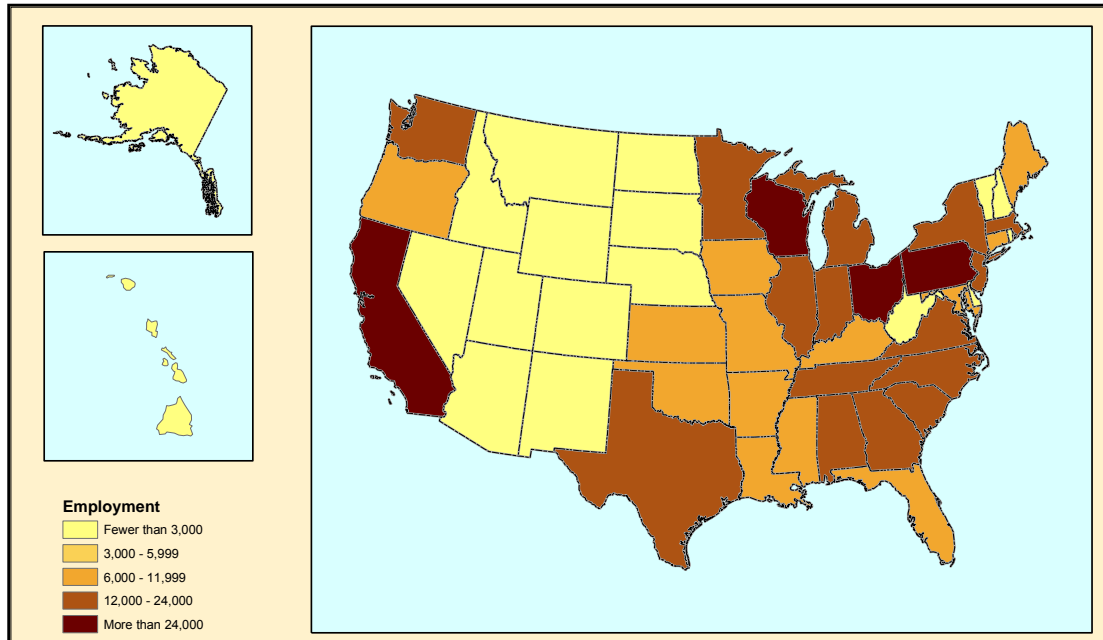 Employment
Fewer than 3,000
3,000 - 5,999
6,000 - 11,999
12,000 - 24,000
More than 24,000